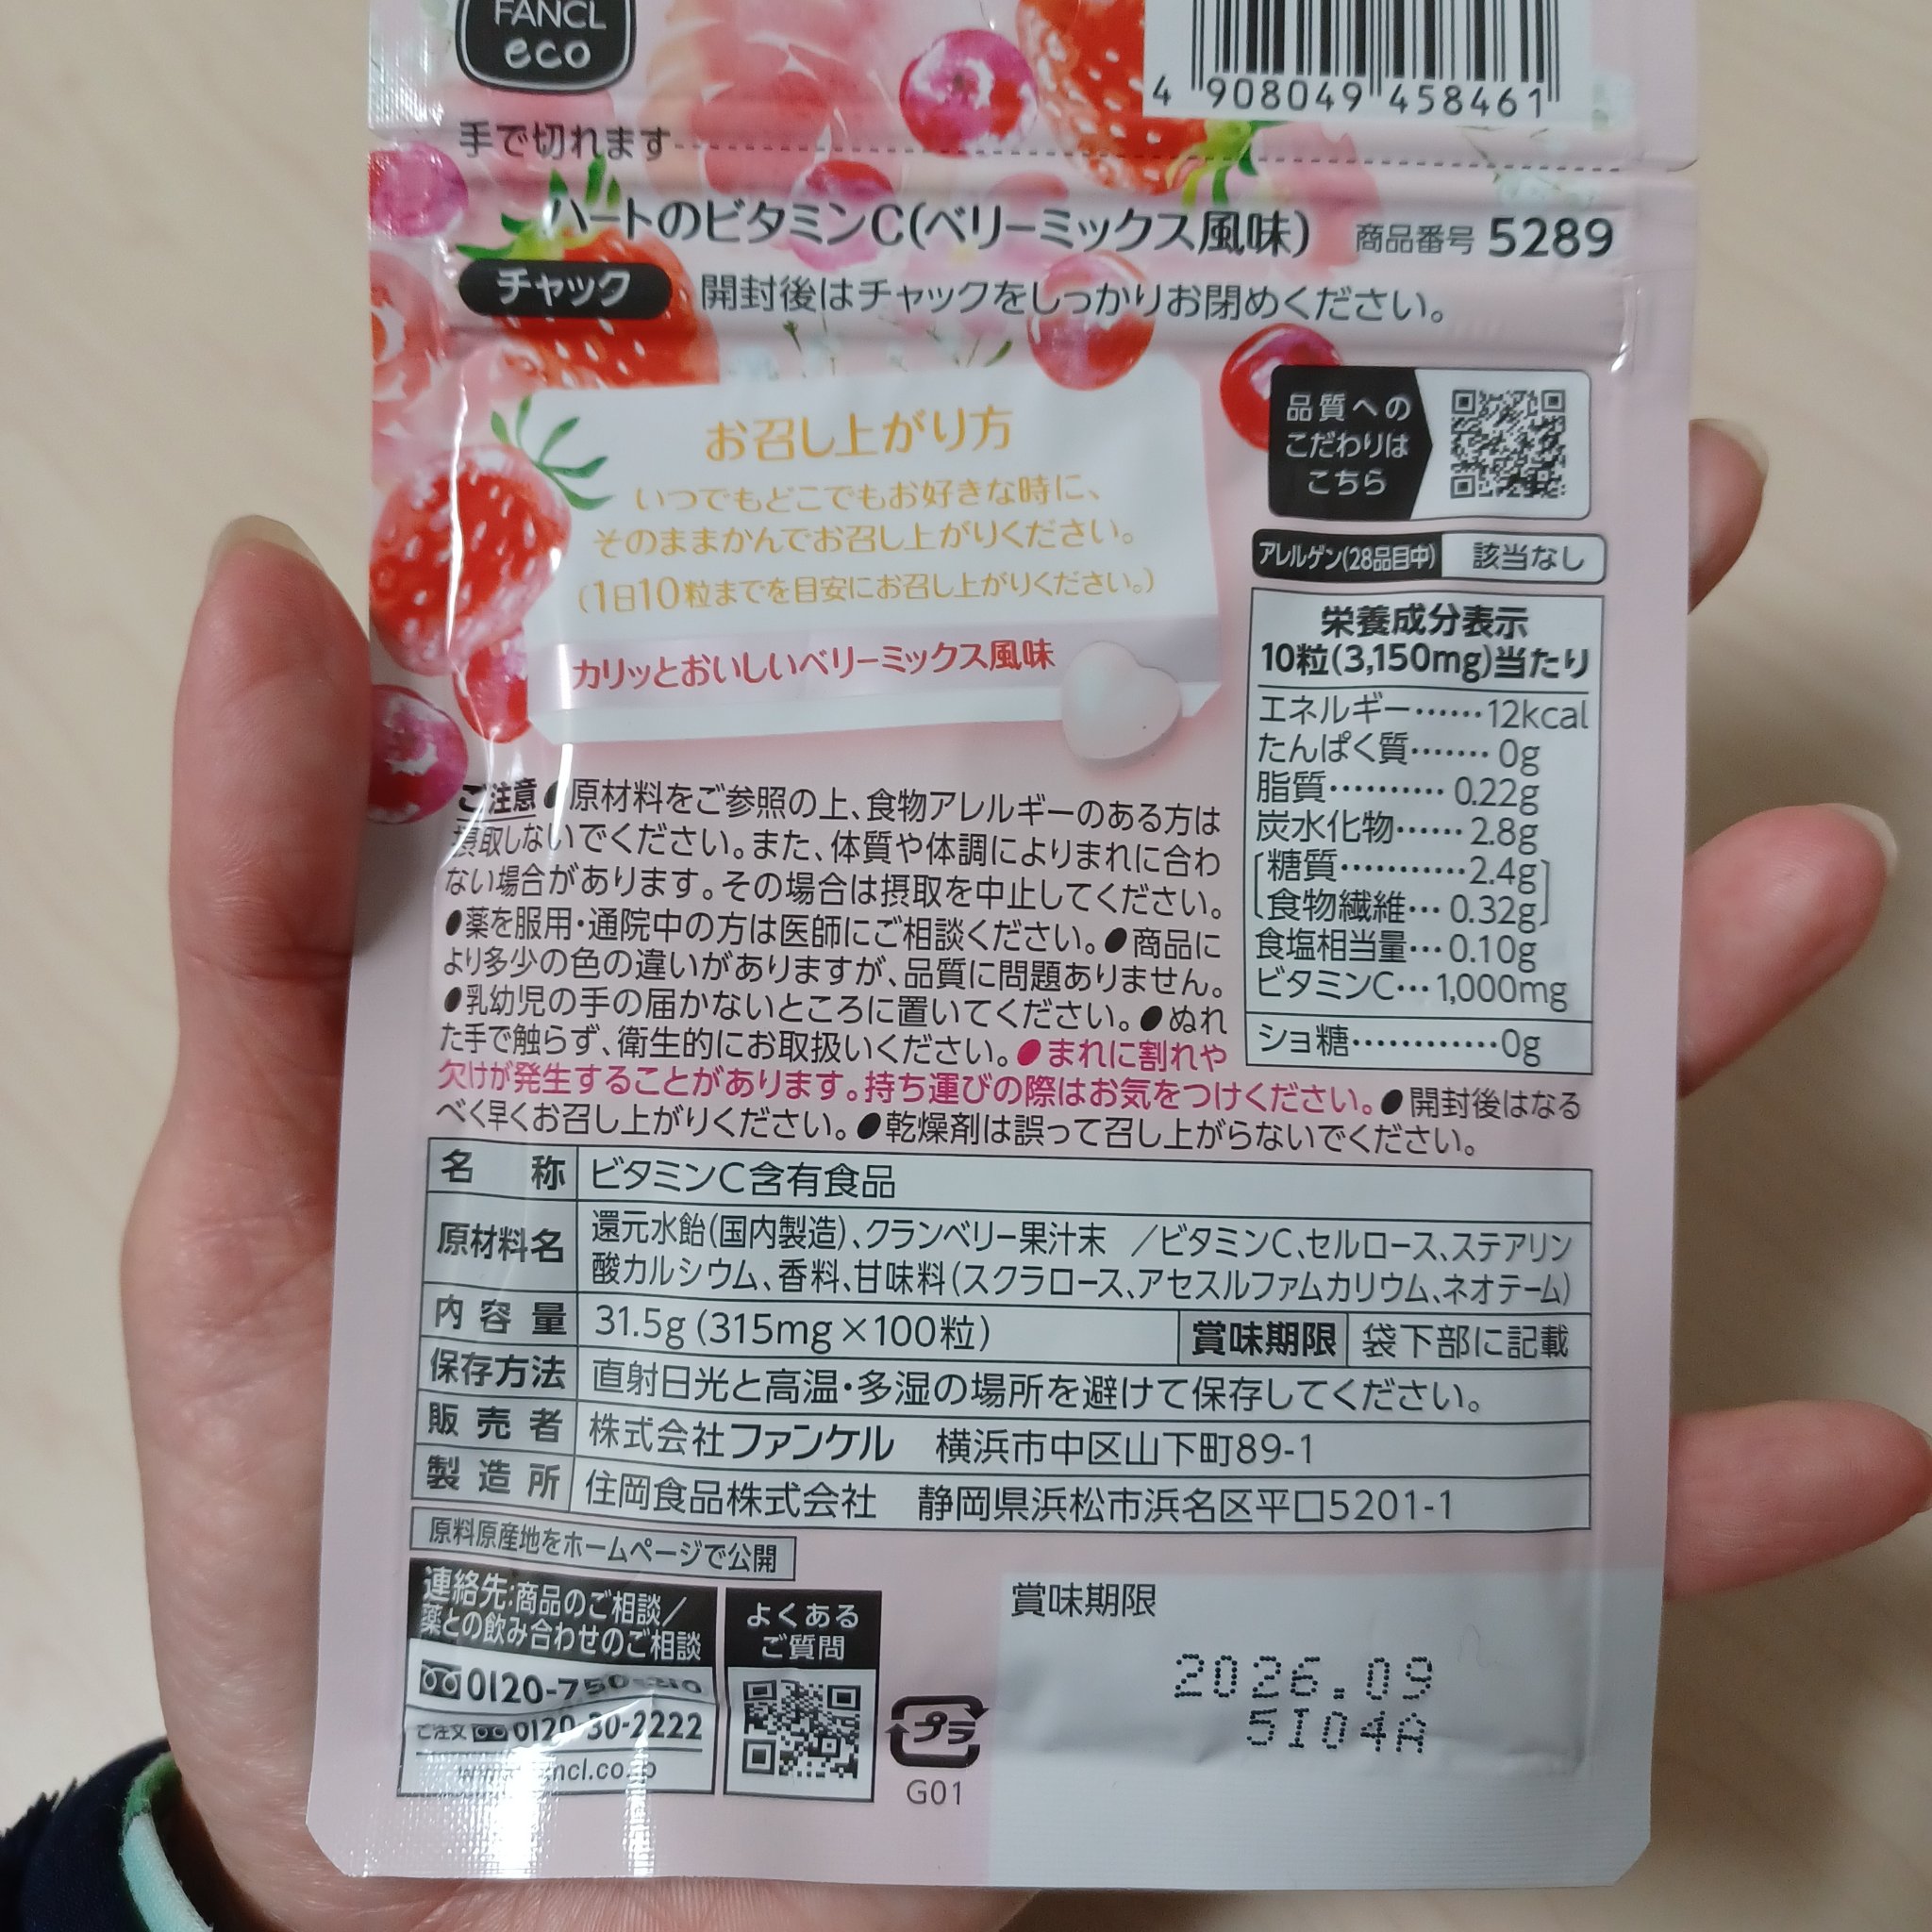 FANCL
eco
4 908049 458461
手で切れます
ハートのビタミンC(ベリーミックス風味) 商品番号 5289
チャック 開封後はチャックをしっかりお閉めください。
お召し上がり方
いつでもどこでもお好きな時に、
そのままかんでお召し上がりください。
(1日10粒までを目安にお召し上がりください。)
カリッとおいしいベリーミックス風味
品質への
こだわりは
こちら
アレルゲン(28品目中) 該当なし
栄養成分表示
10粒(3,150mg)当たり
エネルギー……12kcal
たんぱく質……0g
脂質……0.22g
炭水化物……2.8g
糖質……2.4g
食物繊維…0.32g
食塩相当量…0.10g
ビタミンC…1,000mg
ショ糖……0g
ご注意●原材料をご参照の上、食物アレルギーのある方は
摂取しないでください。また、体質や体調によりまれに合わ
ない場合があります。その場合は摂取を中止してください。
●薬を服用・通院中の方は医師にご相談ください。●商品に
より多少の色の違いがありますが、品質に問題ありません。
●乳幼児の手の届かないところに置いてください。●ぬれ
た手で触らず、衛生的にお取扱いください。●まれに割れや
欠けが発生することがあります。持ち運びの際はお気をつけください。●開封後はなる
べく早くお召し上がりください。●乾燥剤は誤って召し上がらないでください。
名称 ビタミンC含有食品
原材料名 還元水飴(国内製造)、クランベリー果汁末 /ビタミンC、セルロース、ステアリン
酸カルシウム、香料、甘味料(スクラロース、アセスルファムカリウム、ネオテーム)
内容量 31.5g(315mg×100粒) 賞味期限 袋下部に記載
保存方法 直射日光と高温・多湿の場所を避けて保存してください。
販売者 株式会社ファンケル 横浜市中区山下町89-1
製造所 住岡食品株式会社 静岡県浜松市浜名区平口5201-1
原料原産地をホームページで公開
連絡先:商品のご相談/
薬との飲み合わせのご相談
0120-750-
ご注文 0120-30-2222
よくある
ご質問
プラ
G01
賞味期限
2026.09
5I04A